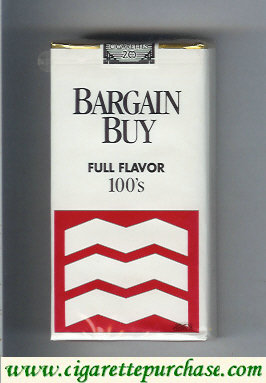 CIGARETTES
20
BARGAIN
BUY
FULL FLAVOR
100's
www.cigarettepurchase.com